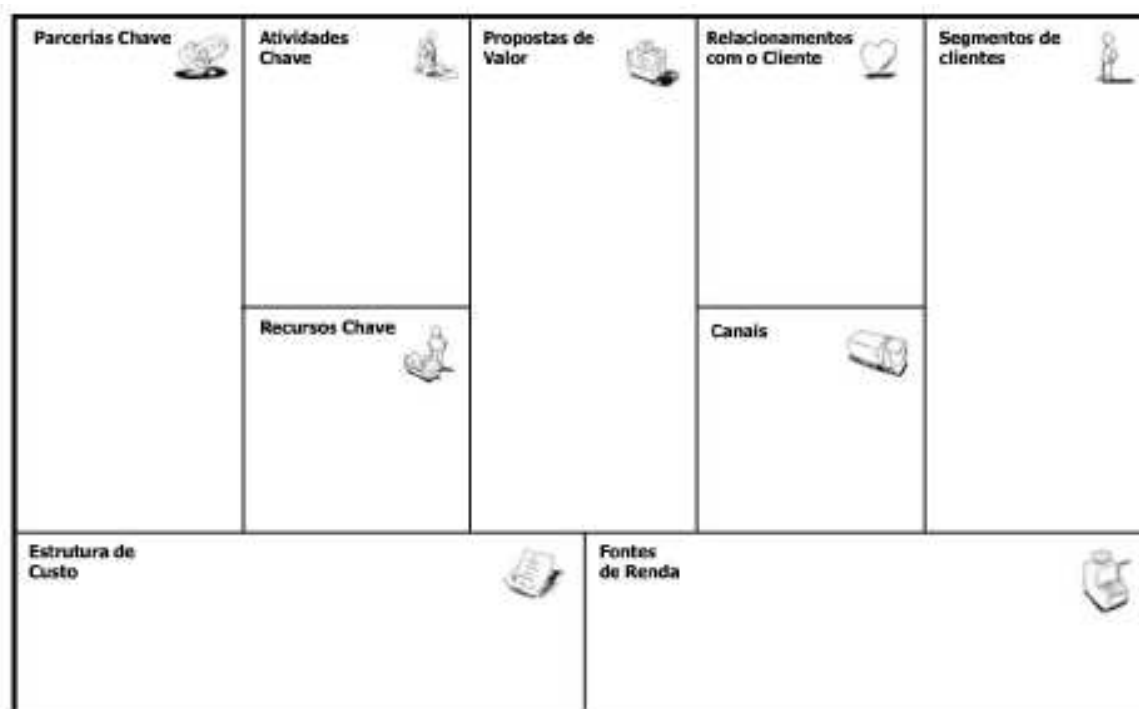 Parcerias Chave
Atividades
Chave
Propostas de
Valor
Relacionamentos
com o Cliente
Segmentos de
clientes
Recursos Chave
Canais
Estrutura de
Custo
Fontes
de Renda